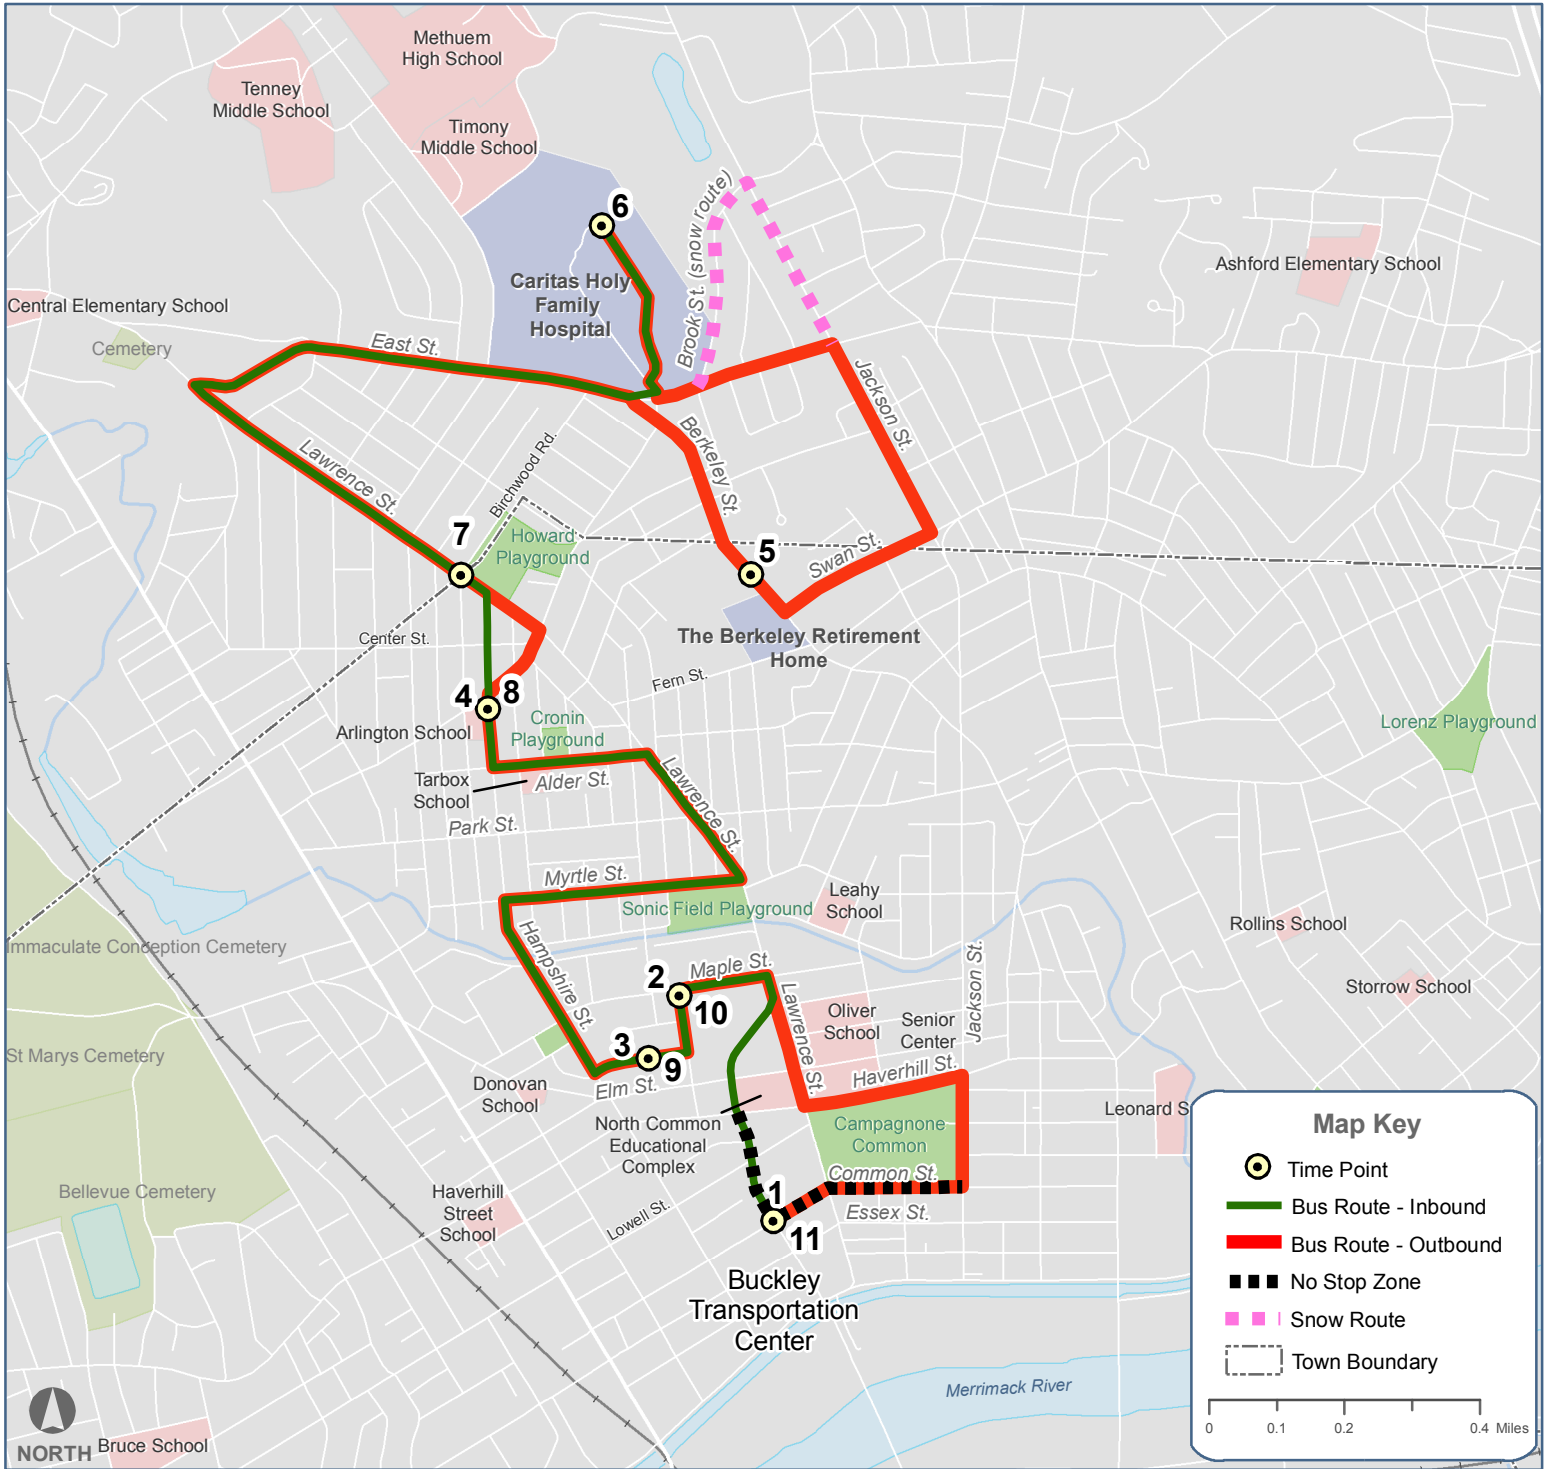 Methuem
High School
Tenney
Middle School
Timony
Middle School
6
Brook St. (snow route)
Caritas Holy
Family
Hospital
Ashford Elementary School
Central Elementary School
Cemetery
East St.
Jackson St.
Berkeley St.
Lawrence St.
Birchwood Rd.
7
Howard
Playground
5
Swan St.
Center St.
The Berkeley Retirement
Home
Fern St.
4
8
Arlington School
Cronin
Playground
Lorenz Playground
Tarbox
School
Alder St.
Lawrence St.
Park St.
Myrtle St.
Leahy
School
Sonic Field Playground
Rollins School
Immaculate Conception Cemetery
Hampshire St.
2
Maple St.
10
Lawrence St.
Oliver
School
Senior
Center
Jackson St.
Storrow School
St Marys Cemetery
3
9
Elm St.
Haverhill St.
Donovan
School
North Common
Educational
Complex
Campagnone
Common
Leonard S
Common St.
Bellevue Cemetery
Haverhill
Street
School
Lowell St.
1
11
Essex St.
Buckley
Transportation
Center
Merrimack River
NORTH
Bruce School
Map Key
Time Point
Bus Route - Inbound
Bus Route - Outbound
No Stop Zone
Snow Route
Town Boundary
0 0.1 0.2 0.4 Miles